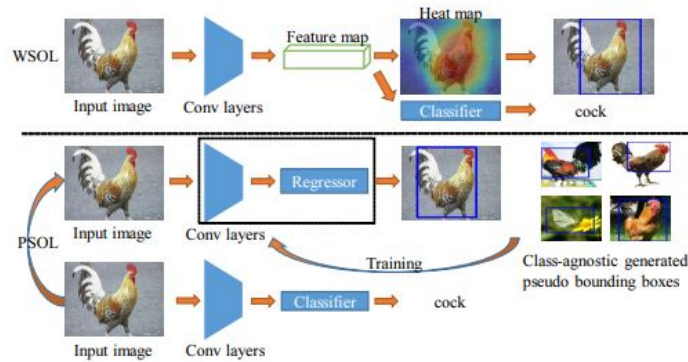 WSOL
Input image
Conv layers
Feature map
Heat map
Classifier
cock
PSOL
Input image
Conv layers
Regressor
Training
Class-agnostic generated
pseudo bounding boxes
Input image
Conv layers
Classifier
cock